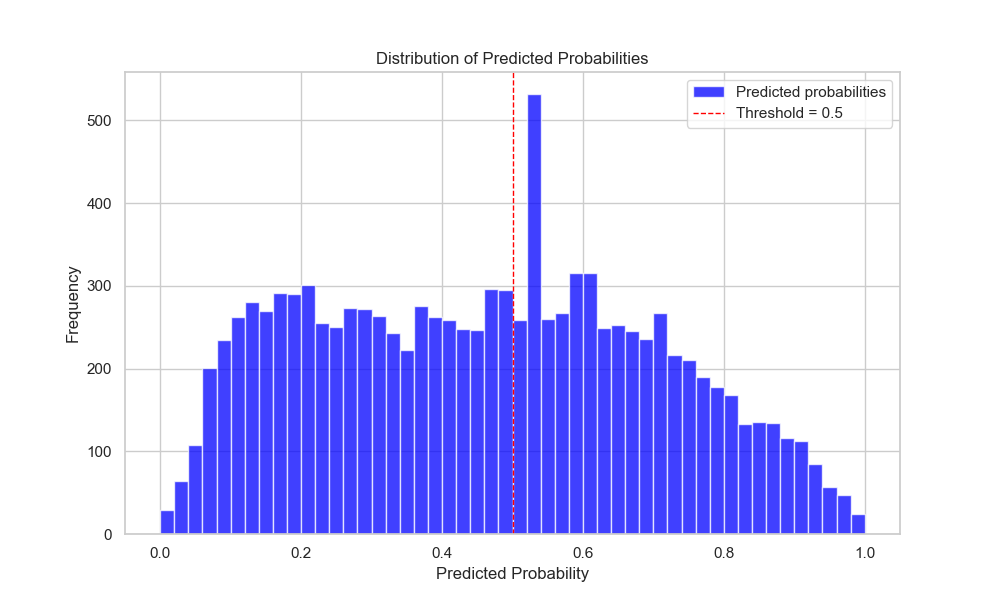 Distribution of Predicted Probabilities
Predicted probabilities
Threshold = 0.5
500
400
300
200
100
0
Frequency
0.0 0.2 0.4 0.6 0.8 1.0
Predicted Probability